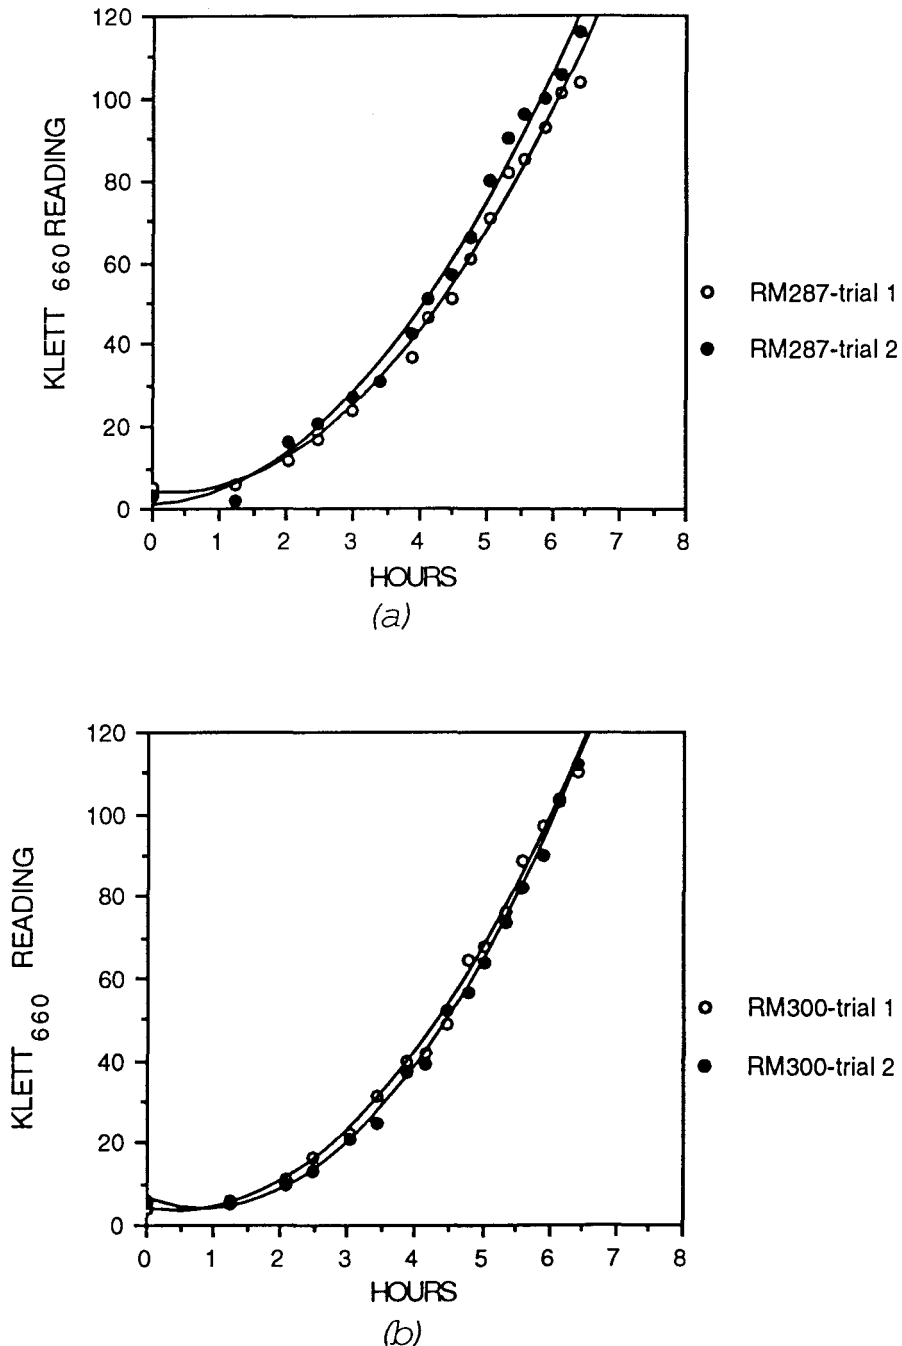 120
100
80
60
40
20
0
KLETT 660 READING
0 1 2 3 4 5 6 7 8
HOURS
(a)
RM287-trial 1
RM287-trial 2
120
100
80
60
40
20
0
KLETT 660 READING
0 1 2 3 4 5 6 7 8
HOURS
(b)
RM300-trial 1
RM300-trial 2